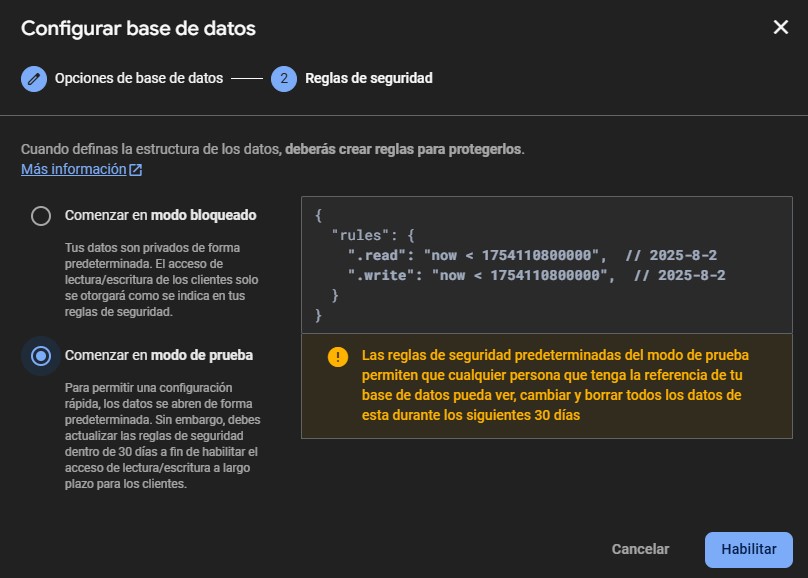 Configurar base de datos
Opciones de base de datos
2
Reglas de seguridad
Cuando definas la estructura de los datos, deberás crear reglas para protegerlos.
Más información
Comenzar en modo bloqueado
Tus datos son privados de forma
predeterminada. El acceso de
lectura/escritura de los clientes solo
se otorgará como se indica en tus
reglas de seguridad.
Comenzar en modo de prueba
Para permitir una configuración
rápida, los datos se abren de forma
predeterminada. Sin embargo, debes
actualizar las reglas de seguridad
dentro de 30 días a fin de habilitar el
acceso de lectura/escritura a largo
plazo para los clientes.
{
  "rules": {
    ".read": "now < 1754110800000",  // 2025-8-2
    ".write": "now < 1754110800000",  // 2025-8-2
  }
}
Las reglas de seguridad predeterminadas del modo de prueba
permiten que cualquier persona que tenga la referencia de tu
base de datos pueda ver, cambiar y borrar todos los datos de
esta durante los siguientes 30 días
Cancelar
Habilitar